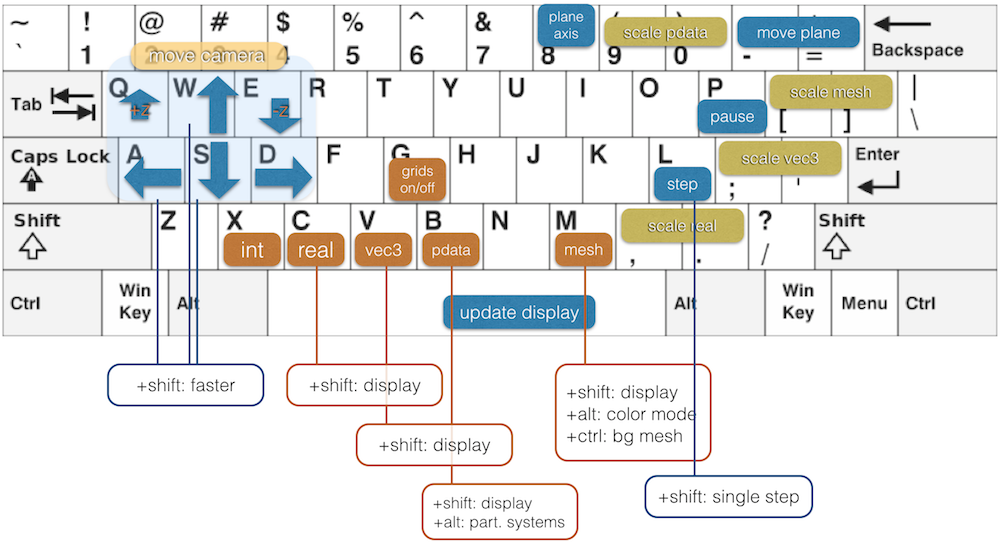 ~ ! @ # $ % ^ & plane axis ( scale pdata ) move plane Backspace
` 1 2 3 4 5 6 7 8 9 0 - =
move camera
Tab Q W E R T Y U I O P scale mesh |
+z -z pause [ ] \
Caps Lock A S D F G H J K L scale vec3 Enter
A grids on/off step ; '
Shift Z X C V B N M scale real ? Shift
int real vec3 pdata mesh , . /
Ctrl Win Key Alt update display Alt Win Key Menu Ctrl
+shift: faster
+shift: display
+shift: display
+alt: color mode
+ctrl: bg mesh
+shift: display
+shift: display
+alt: part. systems
+shift: single step